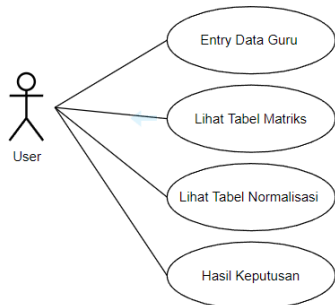 Entry Data Guru
Lihat Tabel Matriks
User
Lihat Tabel Normalisasi
Hasil Keputusan